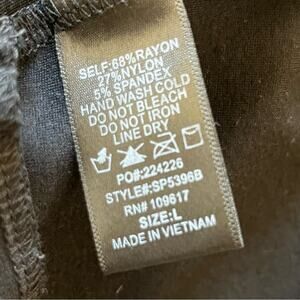 SELF:68%RAYON
27%NYLON
5% SPANDEX
HAND WASH COLD
DO NOT BLEACH
DO NOT IRON
LINE DRY
PO#:224226
STYLE#:SP5396B
RN# 109617
SIZE:L
MADE IN VIETNAM